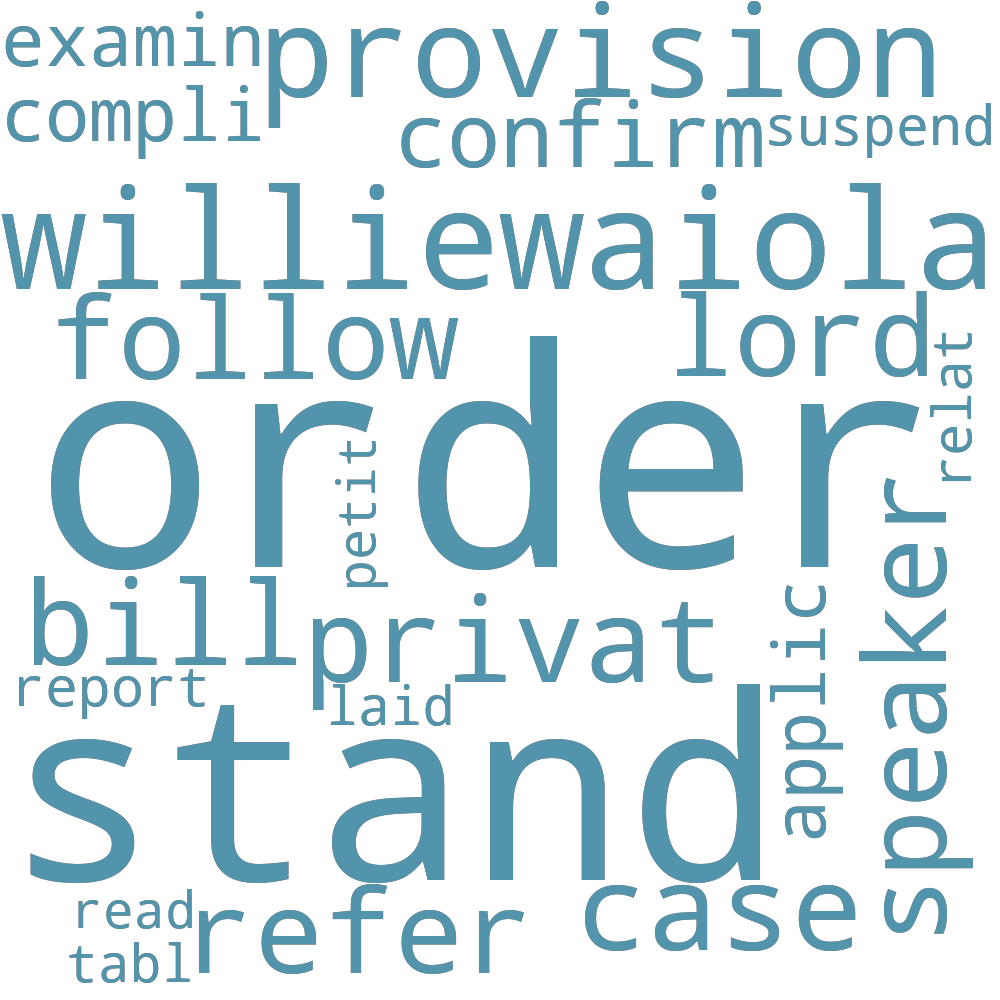 examin provision
compli confirm suspend
williewaiola
follow lord
relat
order
petit
speaker
bill privat
applic
report laid
stand
read refer case
tabl